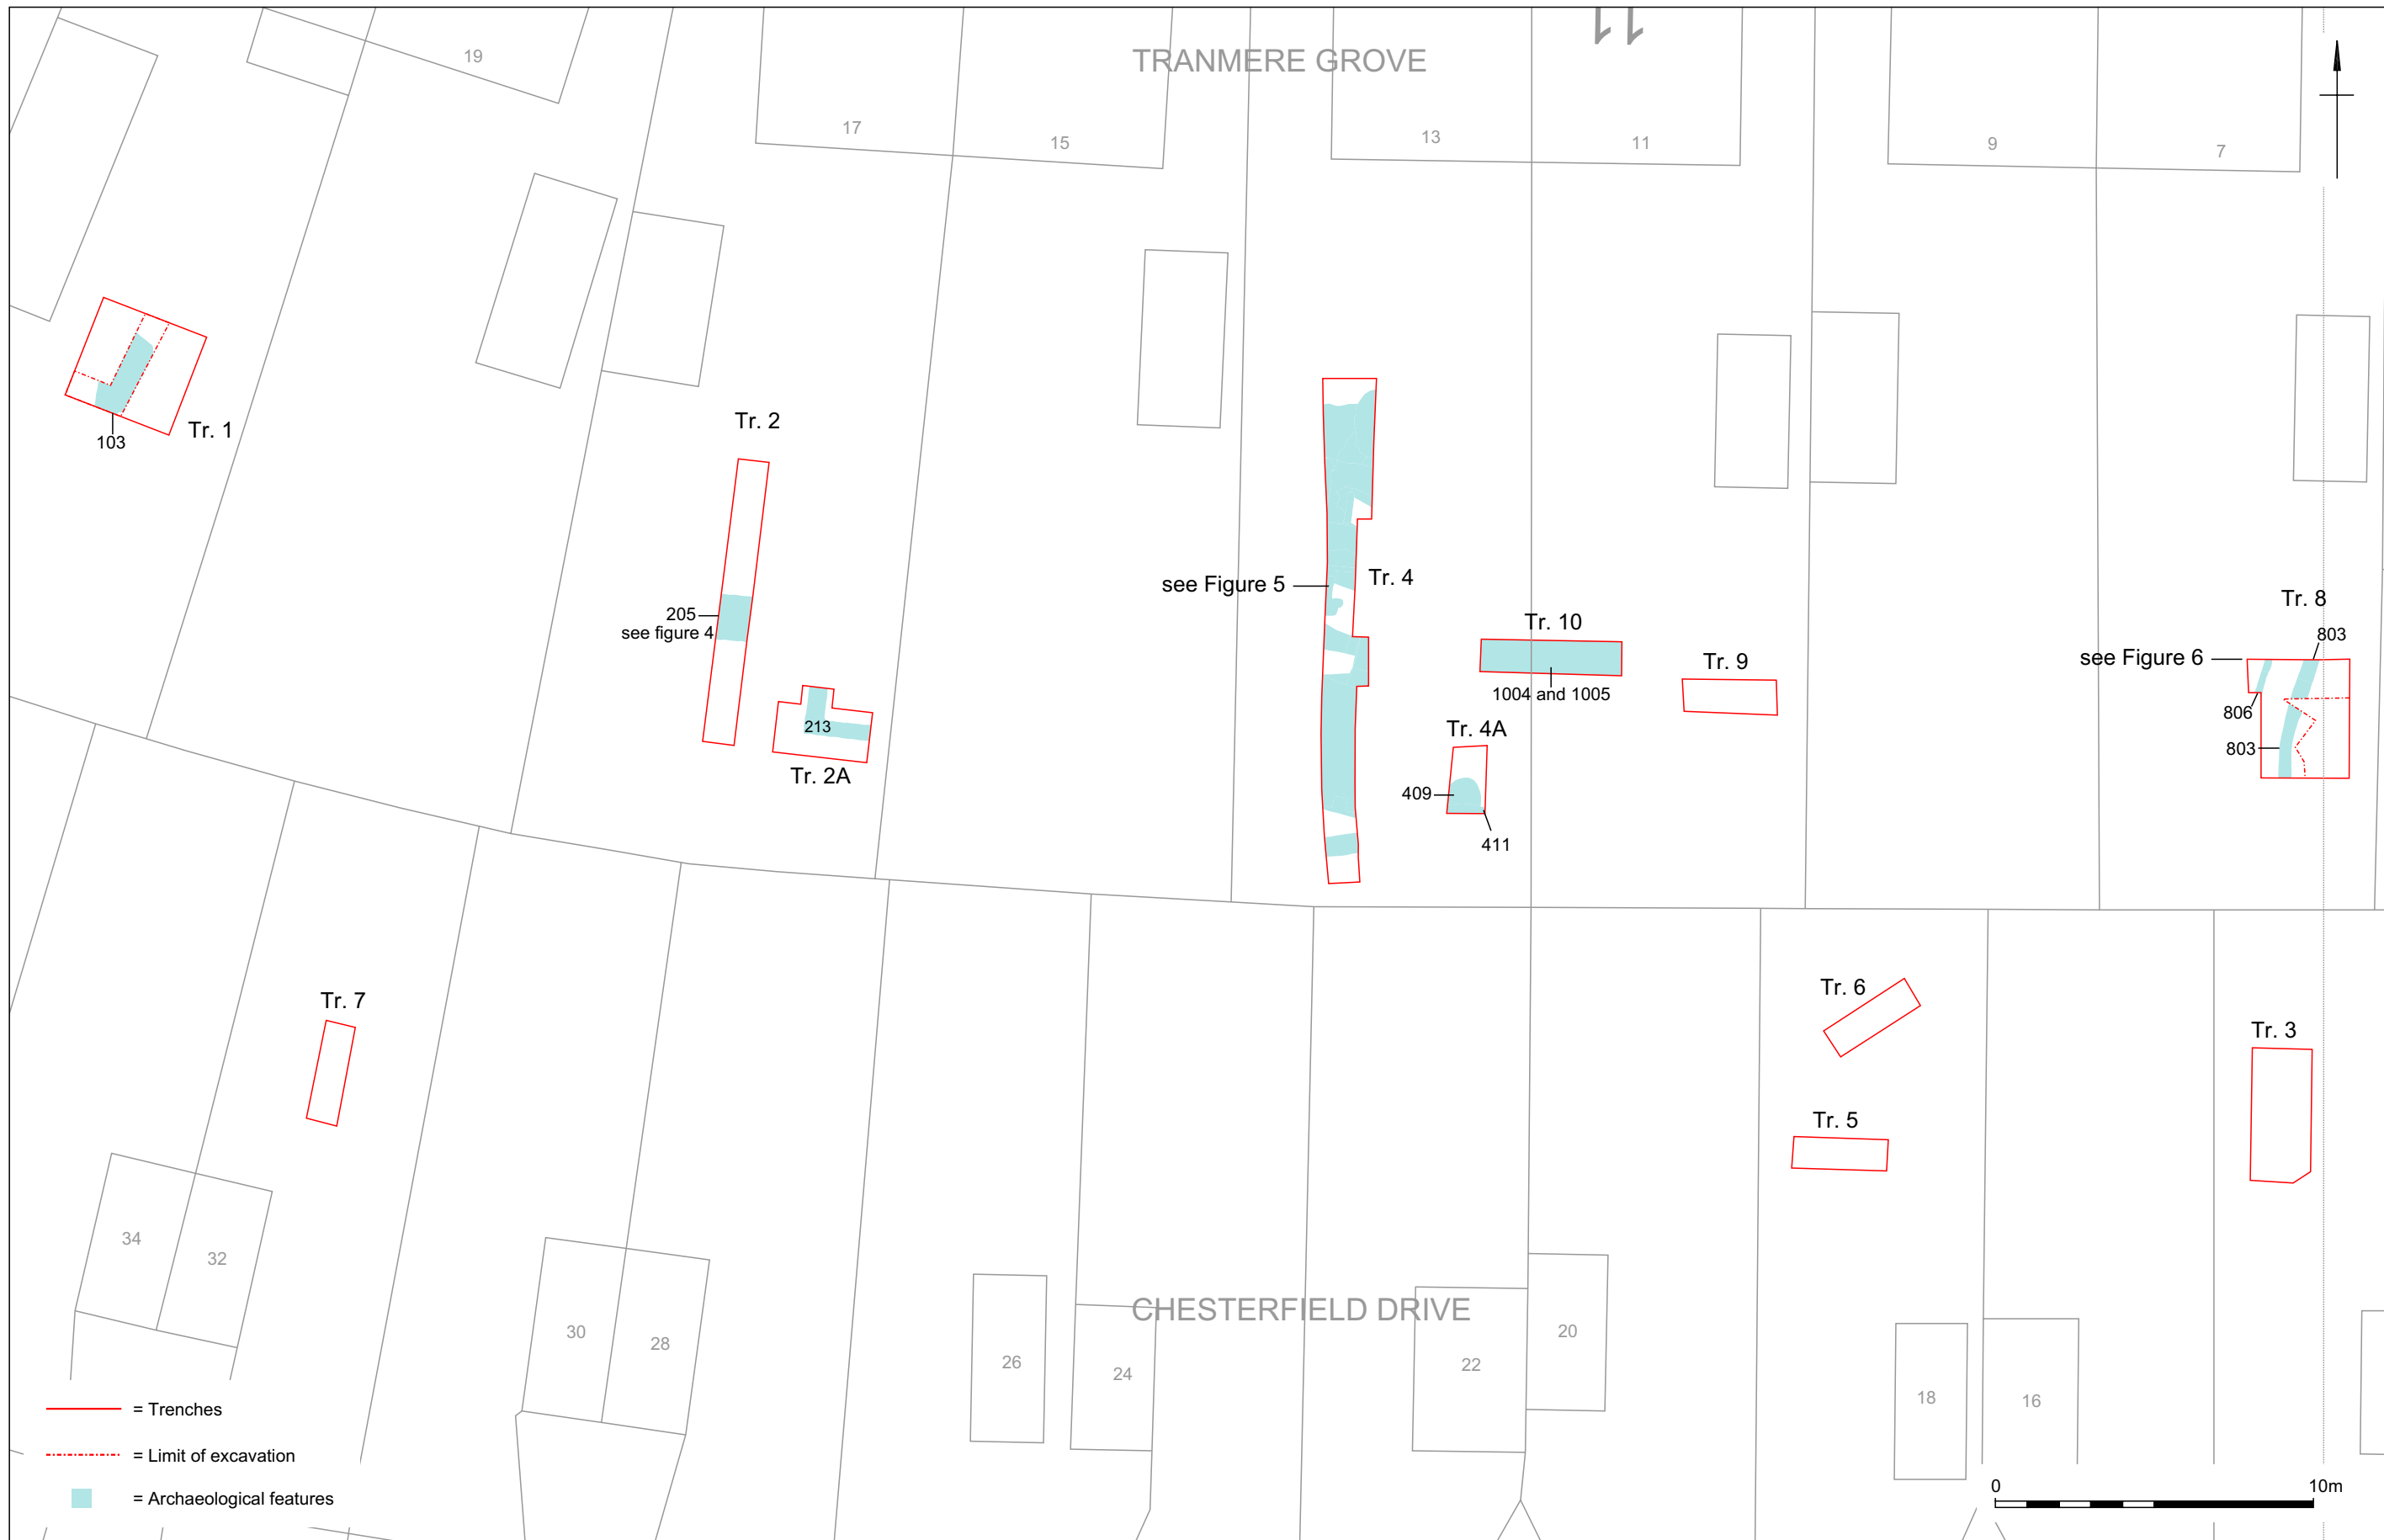 TRANMERE GROVE
11
19
17
15
13
11
9
7
Tr. 1
103
Tr. 2
205
see figure 4
213
Tr. 2A
see Figure 5
Tr. 4
Tr. 10
1004 and 1005
Tr. 9
Tr. 4A
409
411
Tr. 8
803
see Figure 6
806
803
Tr. 7
Tr. 6
Tr. 5
Tr. 3
34
32
30
28
26
24
CHESTERFIELD DRIVE
22
20
18
16
= Trenches
= Limit of excavation
= Archaeological features
0 10m